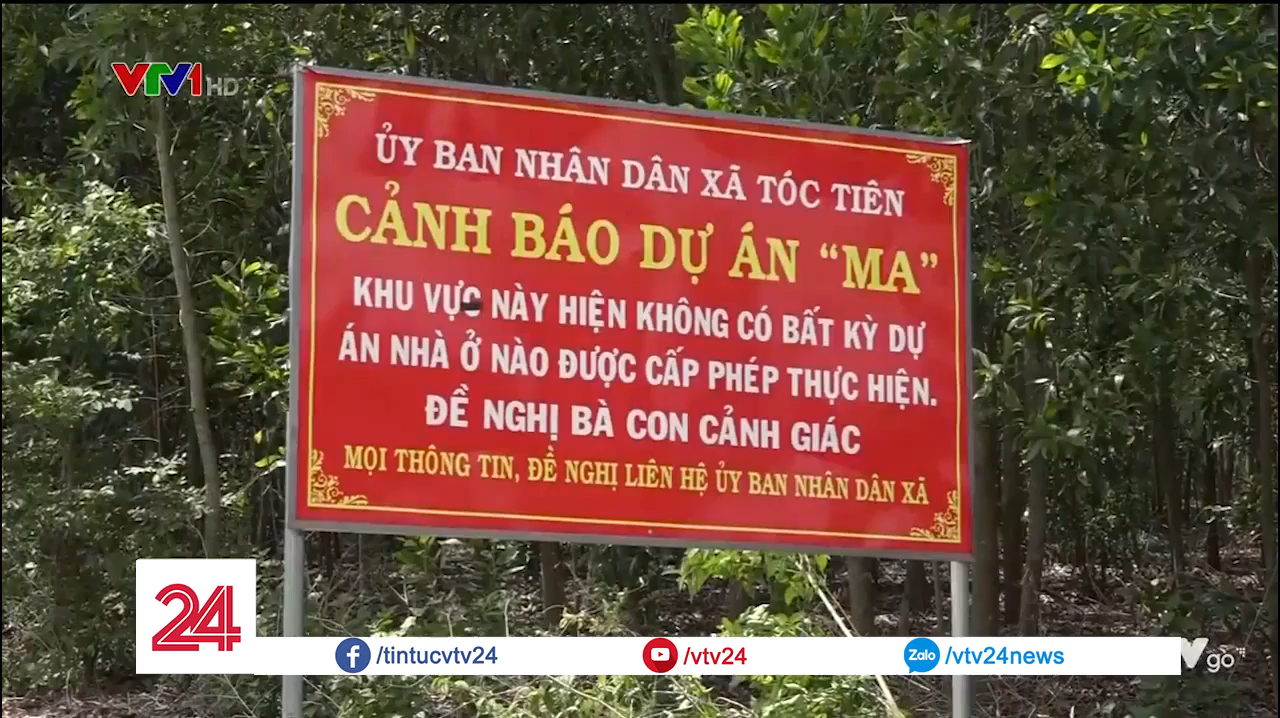 VTV1 HD
ỦY BAN NHÂN DÂN XÃ TÓC TIÊN
CẢNH BÁO DỰ ÁN “MA”
KHU VỰC NÀY HIỆN KHÔNG CÓ BẤT KỲ DỰ
ÁN NHÀ Ở NÀO ĐƯỢC CẤP PHÉP THỰC HIỆN.
ĐỀ NGHỊ BÀ CON CẢNH GIÁC
MỌI THÔNG TIN, ĐỀ NGHỊ LIÊN HỆ ỦY BAN NHÂN DÂN XÃ
24
/tintucvtv24
/vtv24
Zalo /vtv24news
go